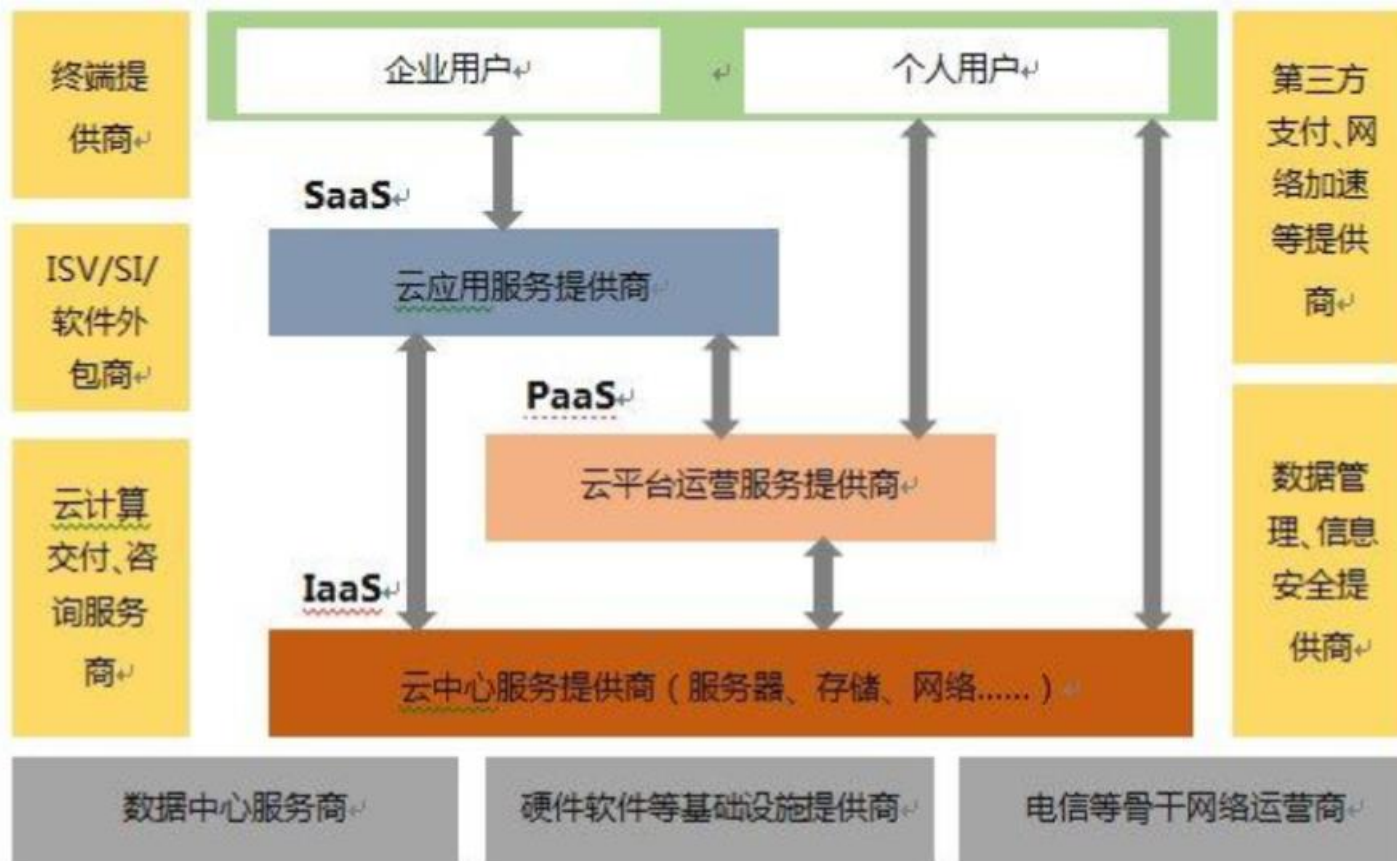 终端提
供商
企业用户
个人用户
第三方
支付、网
络加速
等提供
商
SaaS
ISV/SI/
软件外
包商
云应用服务提供商
PaaS
云计算
交付、咨
询服务
商
云平台运营服务提供商
数据管
理、信息
安全提
供商
IaaS
云中心服务提供商（服务器、存储、网络……）
数据中心服务商
硬件软件等基础设施提供商
电信等骨干网络运营商